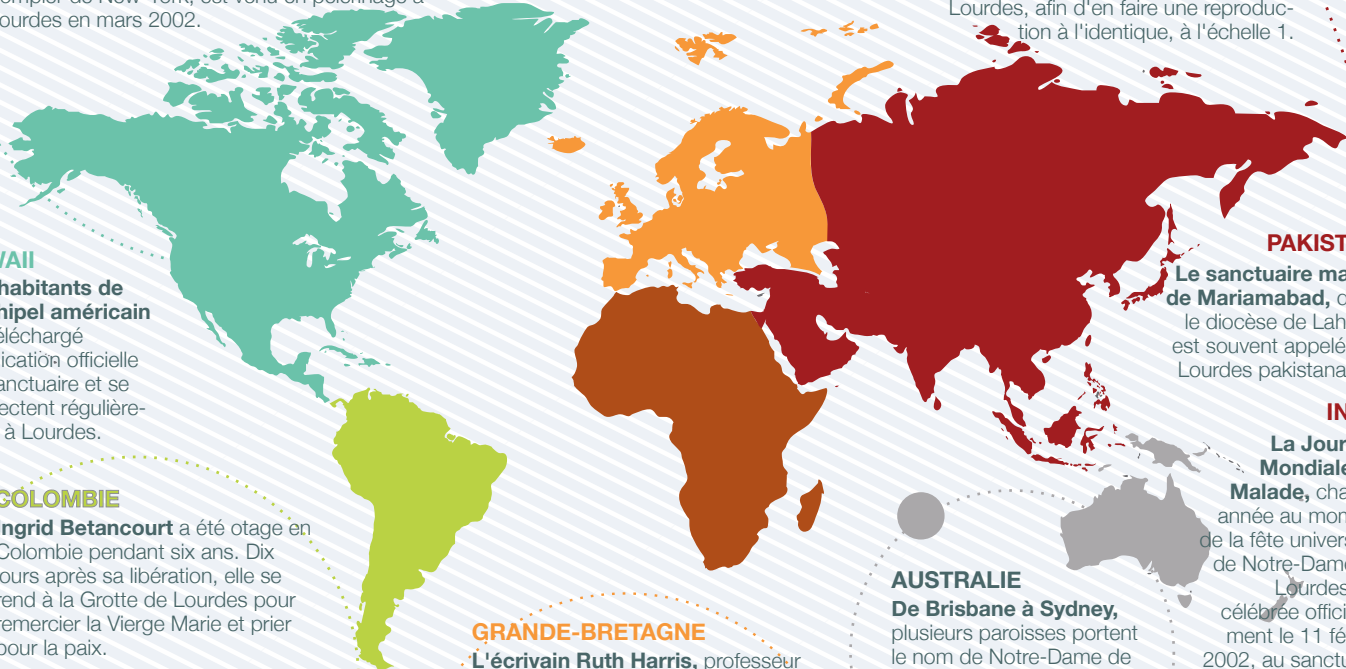 ourdes en mars 2002.
Lourdes, afin d'en faire une reproduc-
tion à l'identique, à l'échelle 1.
habitants de
hipel américain
éléchargé
ication officielle
anctuaire et se
ectent régulière-
à Lourdes.
COLOMBIE
Ingrid Betancourt a été otage en
Colombie pendant six ans. Dix
ours après sa libération, elle se
rend à la Grotte de Lourdes pour
remercier la Vierge Marie et prier
pour la paix.
GRANDE-BRETAGNE
L'écrivain Ruth Harris, professeur
AUSTRALIE
De Brisbane à Sydney,
plusieurs paroisses portent
le nom de Notre-Dame de
PAKIST
Le sanctuaire ma
de Mariamabad,
le diocèse de Lah
est souvent appelé
Lourdes pakistana
IN
La Jour
Mondiale
Malade, cha
année au mon
de la fête univers
de Notre-Dame
Lourdes
célébrée offici
ment le 11 fé
2002, au sanctu